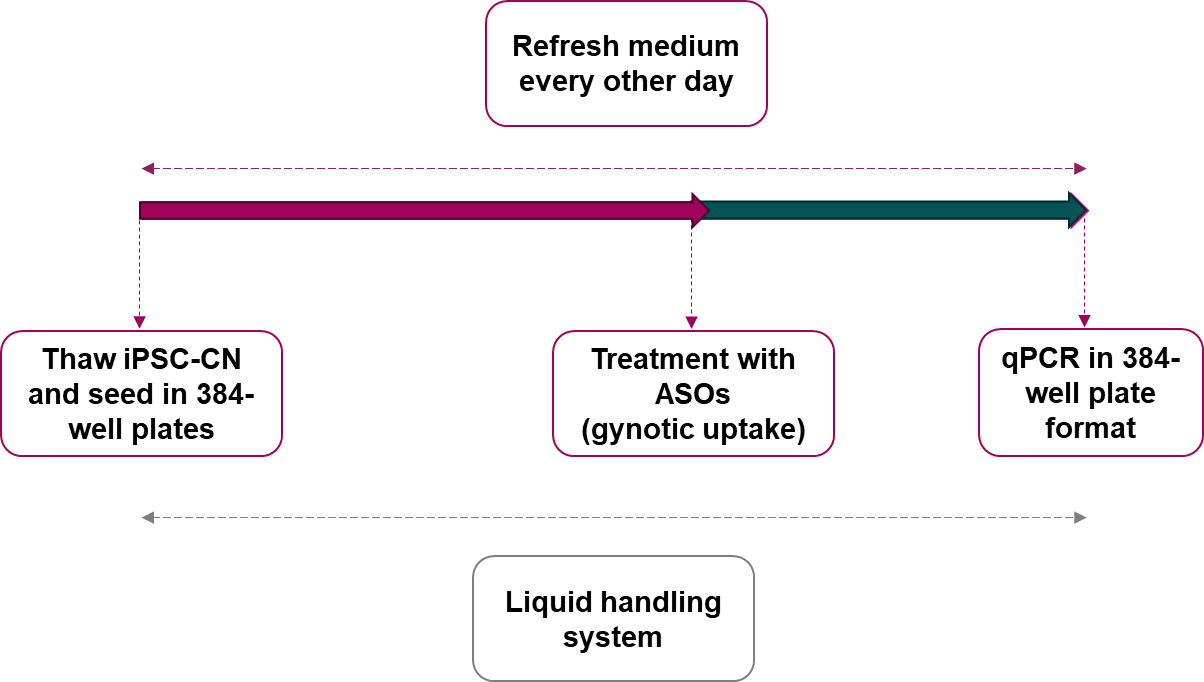 Refresh medium
every other day
Thaw iPSC-CN
and seed in 384-
well plates
Treatment with
ASOs
(gynotic uptake)
qPCR in 384-
well plate
format
Liquid handling
system